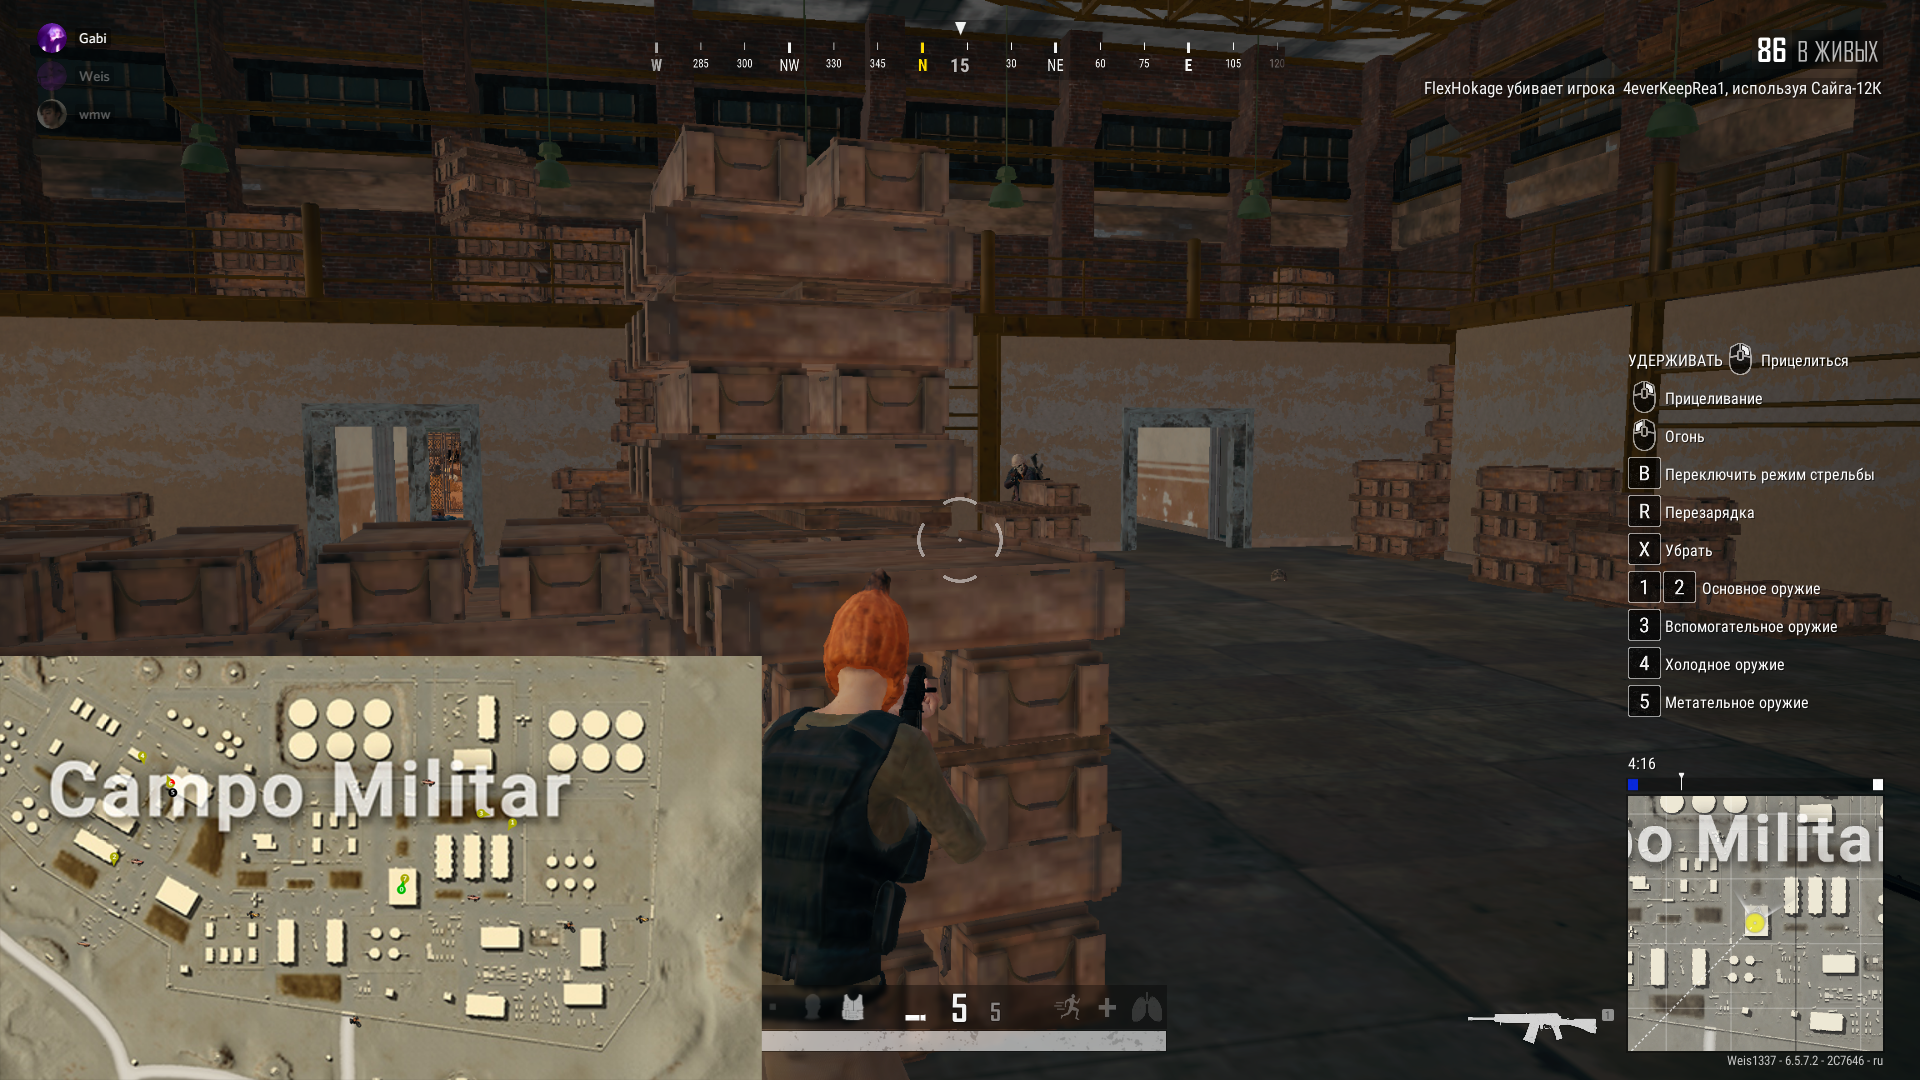 Gabi
Weis
wmw
W 285 300 NW 330 345 N 15 30 NE 60 75 E 105 120
86 В ЖИВЫХ
FlexHokage убивает игрока 4everKeepRea1, используя Сайга-12К
УДЕРЖИВАТЬ Прицелиться
Прицеливание
Огонь
B Переключить режим стрельбы
R Перезарядка
X Убрать
1 2 Основное оружие
3 Вспомогательное оружие
4 Холодное оружие
5 Метательное оружие
Campo Militar
4:16
po Militar
5 5
1
Weis1337 - 6.5.7.2 - 2C7646 - ru